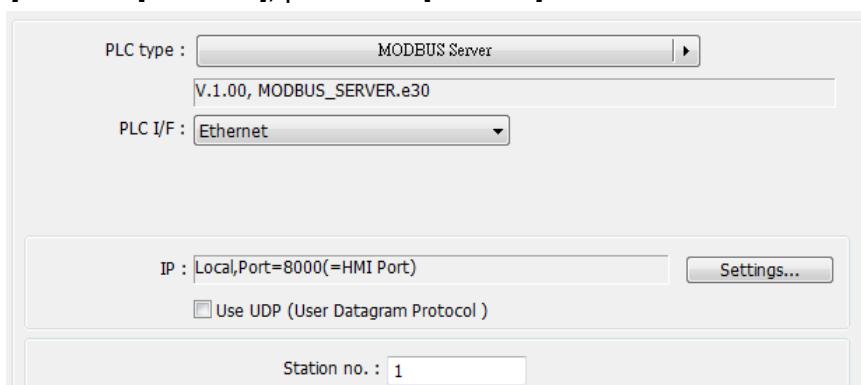 PLC type : MODBUS Server
V.1.00, MODBUS_SERVER.e30
PLC I/F : Ethernet
IP : Local,Port=8000(=HMI Port) Settings...
Use UDP (User Datagram Protocol )
Station no. : 1